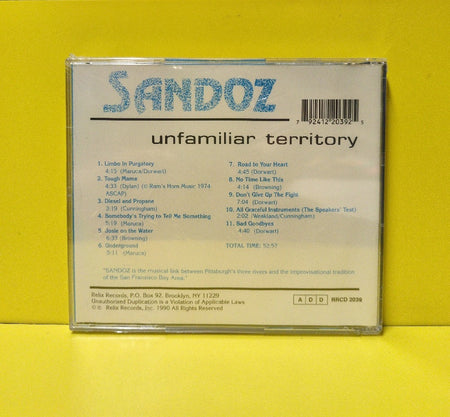 SANDOZ
7 92412 20392 5
unfamiliar territory
1. Limbo In Purgatory
4:15 (Maruca/Dorwart)
2. Tough Mama
4:33 (Dylan) (© Ram's Horn Music 1974
ASCAP)
3. Diesel and Propane
3:19 (Cunningham)
4. Somebody's Trying to Tell Me Something
5:19 (Maruca)
5. Josie on the Water
6:33 (Browning)
6. Underground
5:11 (Maruca)
7. Road to Your Heart
4:45 (Dorwart)
8. No Time Like This
4:14 (Browning)
9. Don't Give Up The Fight
7:04 (Dorwart)
10. All Graceful Instruments (The Speakers' Test)
2:02 (Weskland/Cunningham)
11. Sad Goodbyes
4:40 (Dorwart)
TOTAL TIME: 52:57
"SANDOZ is the musical link between Pittsburgh's three rivers and the improvisational tradition
of the San Francisco Bay Area."
Relix Records, P.O. Box 92, Brooklyn, NY 11229
Unauthorized Duplication is a Violation of Applicable Laws
© ℗ Relix Records, Inc. 1990 All Rights Reserved
A D D
RRCD 2039